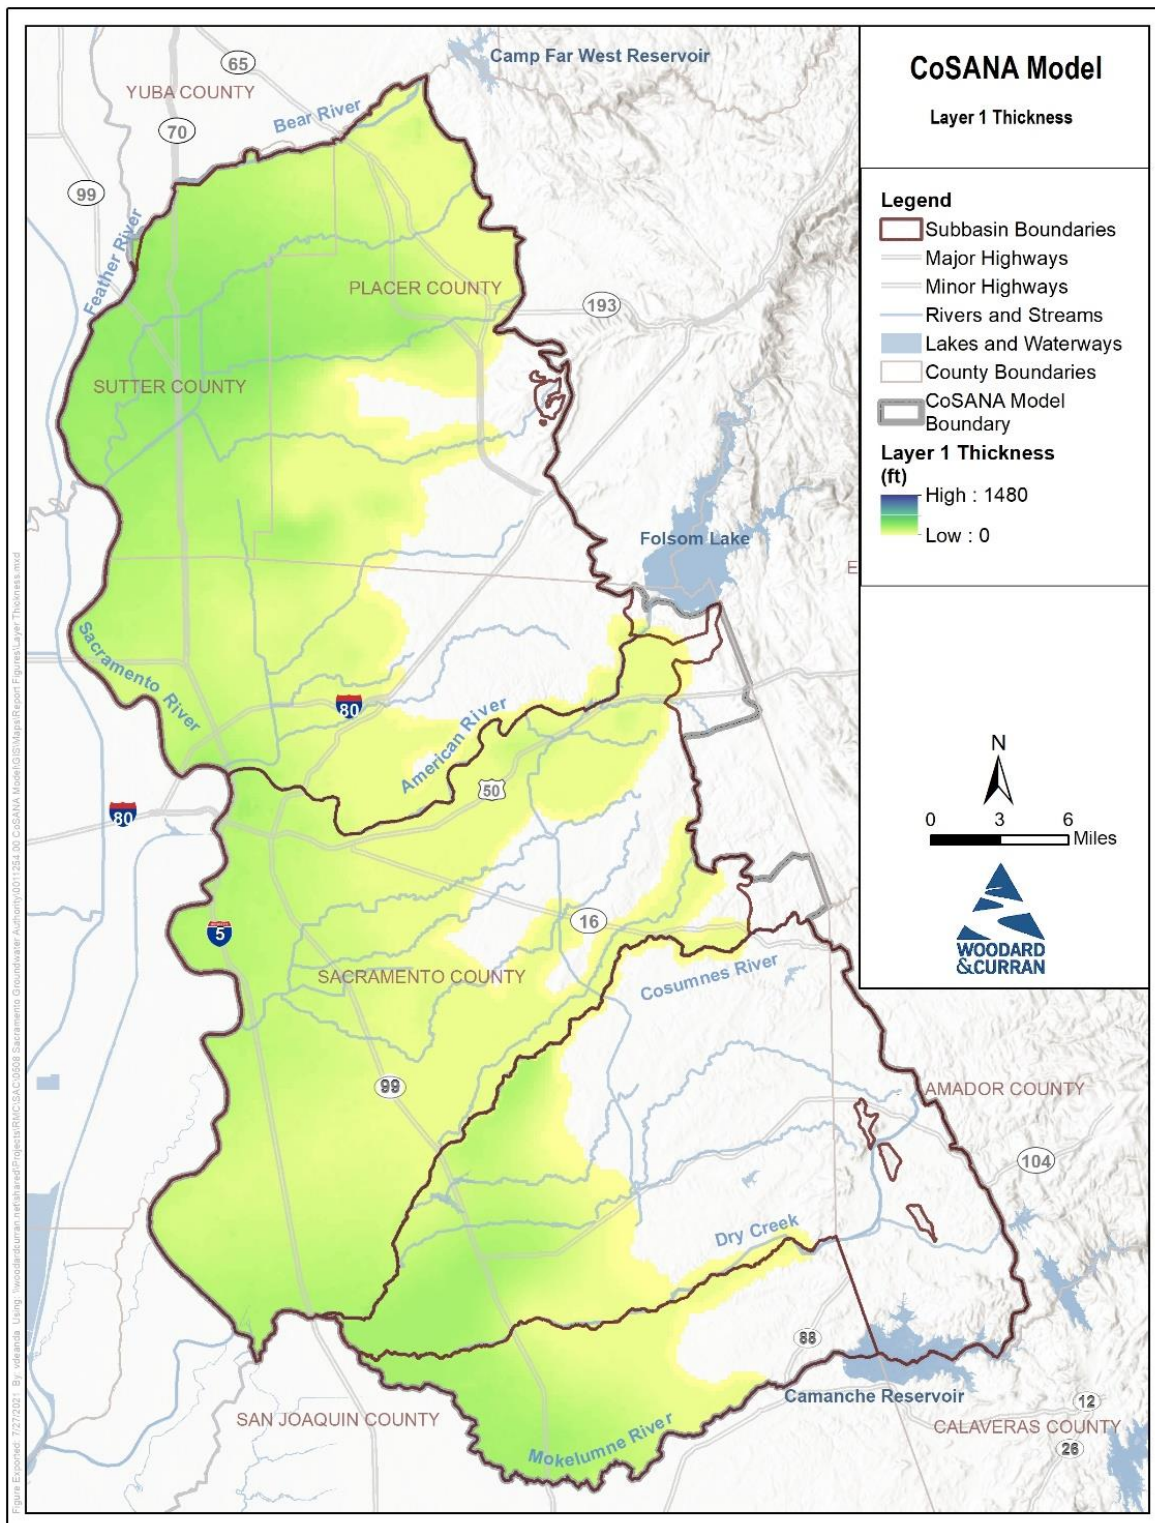 CoSANA Model
Layer 1 Thickness
Legend
Subbasin Boundaries
Major Highways
Minor Highways
Rivers and Streams
Lakes and Waterways
County Boundaries
CoSANA Model
Boundary
Layer 1 Thickness
(ft)
High : 1480
Low : 0
N
0 3 6
Miles
WOODARD
&CURRAN
Camp Far West Reservoir
65
YUBA COUNTY
Bear River
70
99
Feather River
PLACER COUNTY
193
SUTTER COUNTY
Folsom Lake
E
Sacramento River
80
American River
50
80
16
5
SACRAMENTO COUNTY
Cosumnes River
99
AMADOR COUNTY
104
Dry Creek
88
Camanche Reservoir
12
SAN JOAQUIN COUNTY
CALAVERAS COUNTY
26
Mokelumne River